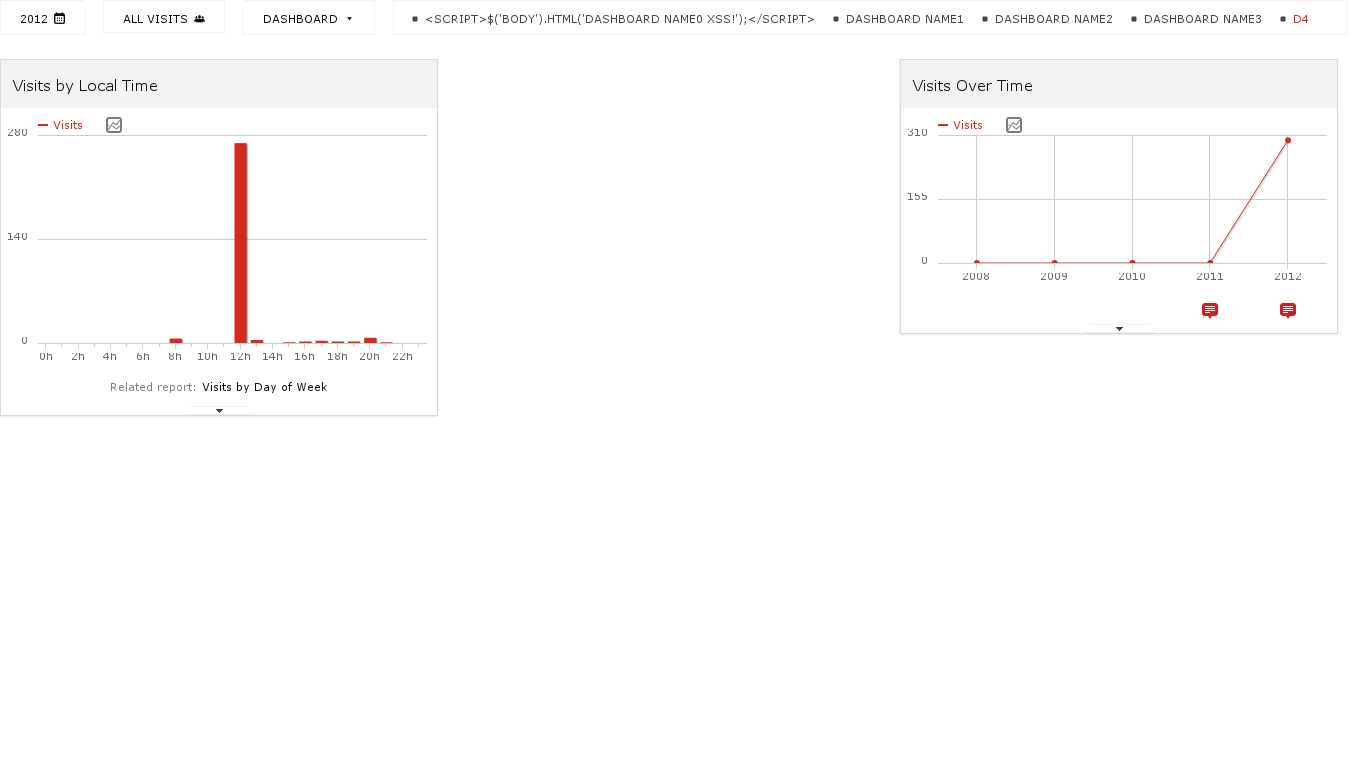 2012
ALL VISITS
DASHBOARD
<SCRIPT>$('BODY').HTML('DASHBOARD NAME0 XSS!');</SCRIPT>
DASHBOARD NAME1
DASHBOARD NAME2
DASHBOARD NAME3
D4
Visits by Local Time
Visits
280
140
0
0h 2h 4h 6h 8h 10h 12h 14h 16h 18h 20h 22h
Related report: Visits by Day of Week
Visits Over Time
Visits
310
155
0
2008 2009 2010 2011 2012